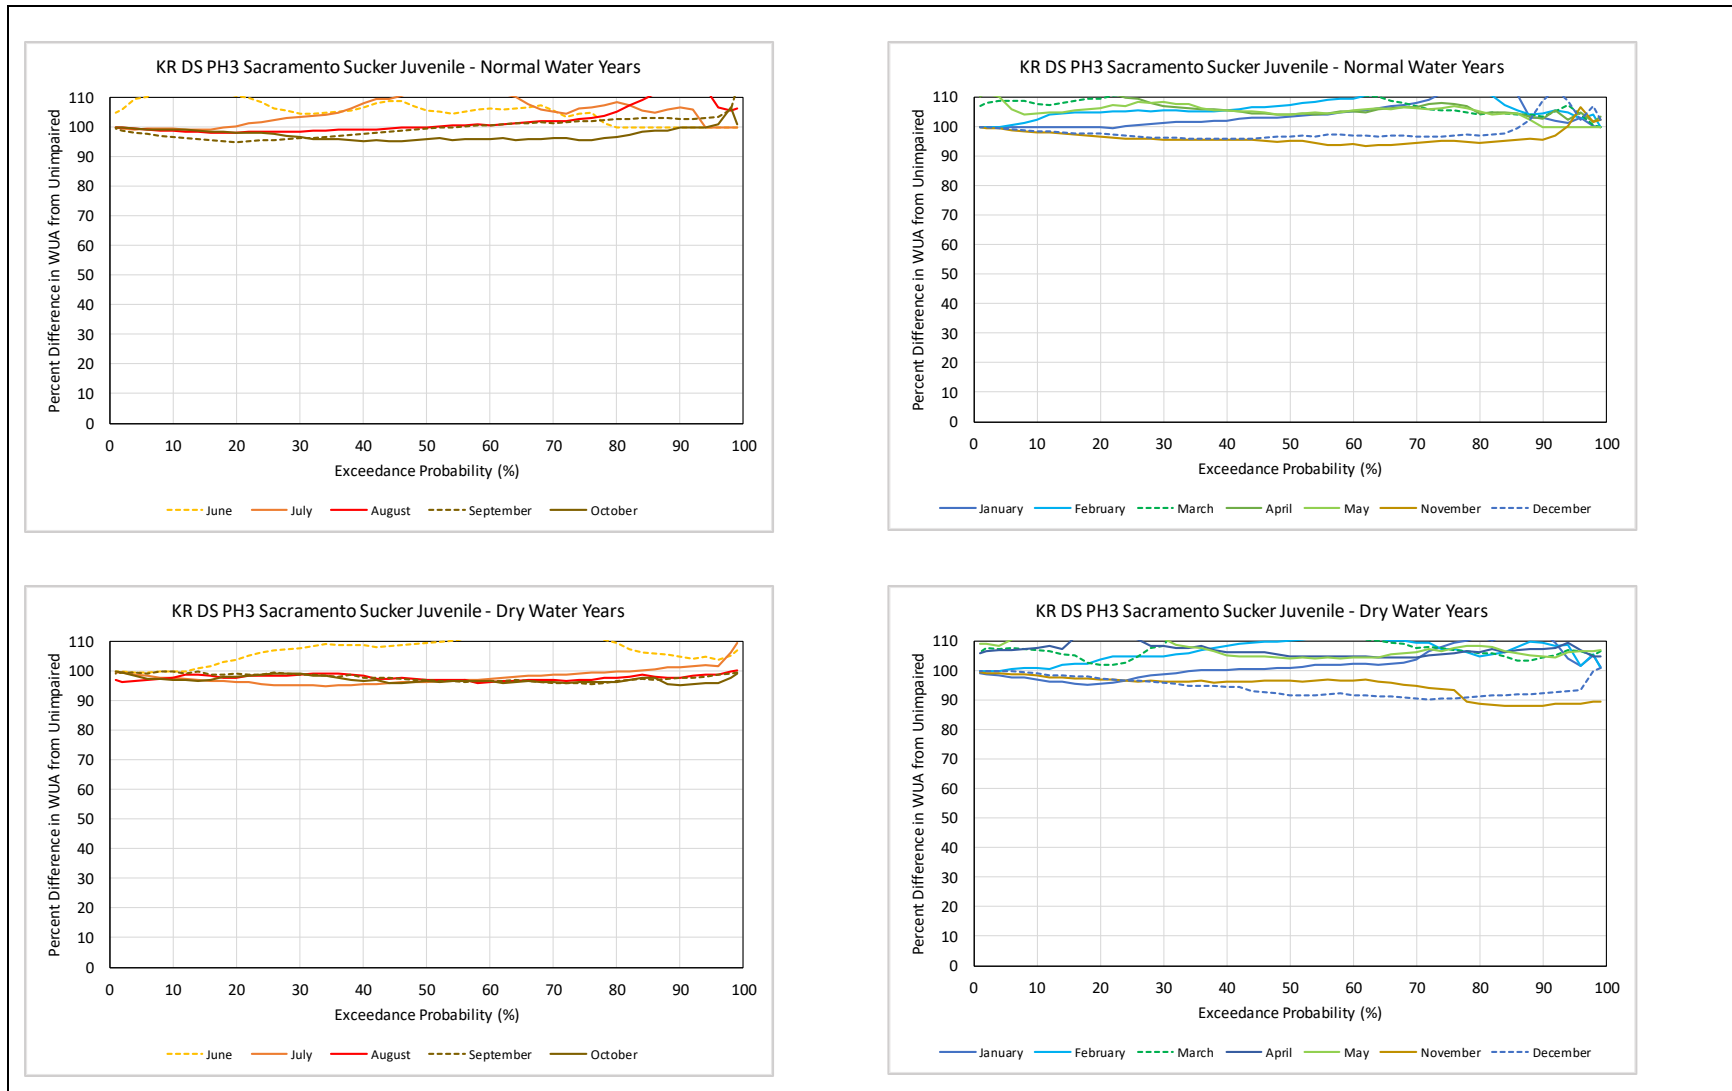 KR DS PH3 Sacramento Sucker Juvenile - Normal Water Years
Percent Difference in WUA from Unimpaired
110
100
90
80
70
60
50
40
30
20
10
0
0 10 20 30 40 50 60 70 80 90 100
Exceedance Probability (%)
June July August September October
KR DS PH3 Sacramento Sucker Juvenile - Normal Water Years
Percent Difference in WUA from Unimpaired
110
100
90
80
70
60
50
40
30
20
10
0
0 10 20 30 40 50 60 70 80 90 100
Exceedance Probability (%)
January February March April May November December
KR DS PH3 Sacramento Sucker Juvenile - Dry Water Years
Percent Difference in WUA from Unimpaired
110
100
90
80
70
60
50
40
30
20
10
0
0 10 20 30 40 50 60 70 80 90 100
Exceedance Probability (%)
June July August September October
KR DS PH3 Sacramento Sucker Juvenile - Dry Water Years
Percent Difference in WUA from Unimpaired
110
100
90
80
70
60
50
40
30
20
10
0
0 10 20 30 40 50 60 70 80 90 100
Exceedance Probability (%)
January February March April May November December